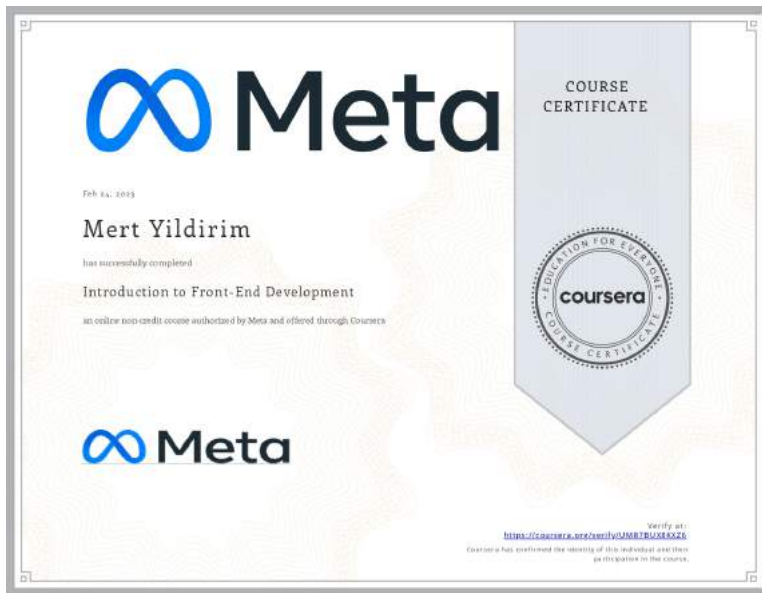 Meta
COURSE
CERTIFICATE
Feb 24, 2023
Mert Yildirim
has successfully completed
Introduction to Front-End Development
an online non-credit course authorized by Meta and offered through Coursera
EDUCATION FOR EVERYONE
coursera
COURSE CERTIFICATE
Meta
Verify at:
Coursera has confirmed the identity of this individual and their
participation in the course.